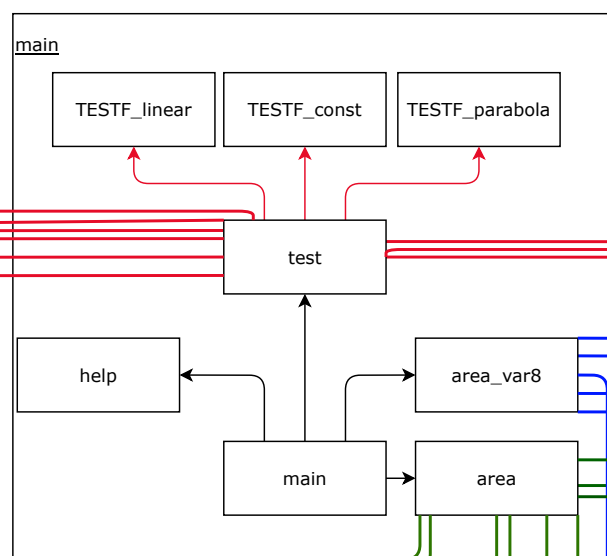 main
TESTF_linear
TESTF_const
TESTF_parabola
test
help
area_var8
main
area